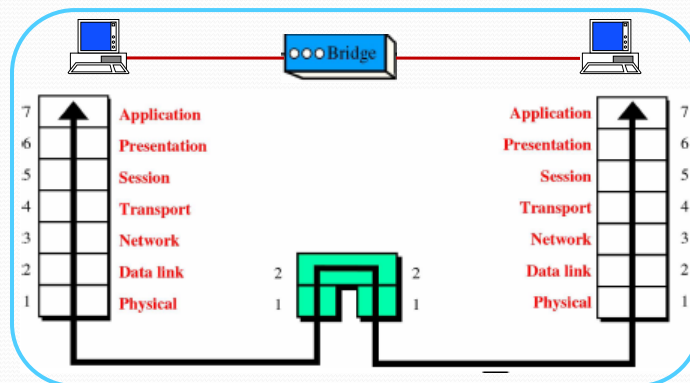 Bridge
7 Application Application 7
6 Presentation Presentation 6
5 Session Session 5
4 Transport Transport 4
3 Network Network 3
2 Data link 2 2 Data link 2
1 Physical 1 1 Physical 1